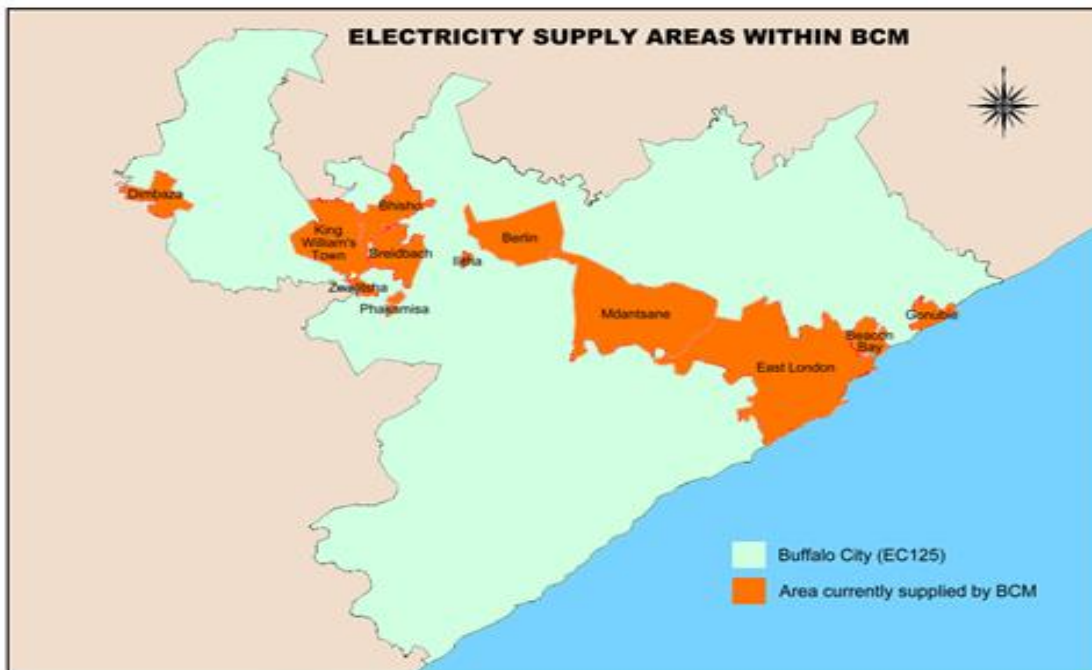 ELECTRICITY SUPPLY AREAS WITHIN BCM
Dimbaza
Bhisho
King
William's
Town
Breidbach
Berlin
Ilitha
Zwelitsha
Phakamisa
Mdantsane
Gonubie
Beacon
Bay
East London
Buffalo City (EC125)
Area currently supplied by BCM